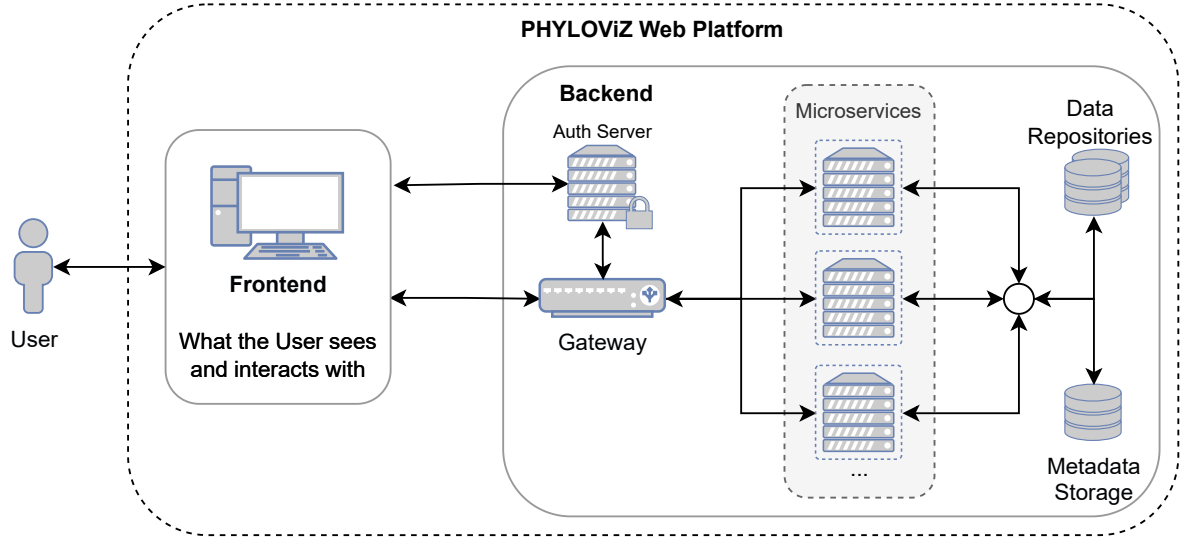 PHYLOViZ Web Platform
Backend
Auth Server
Microservices
Data
Repositories
Frontend
What the User sees
and interacts with
User
Gateway
...
Metadada
Storage